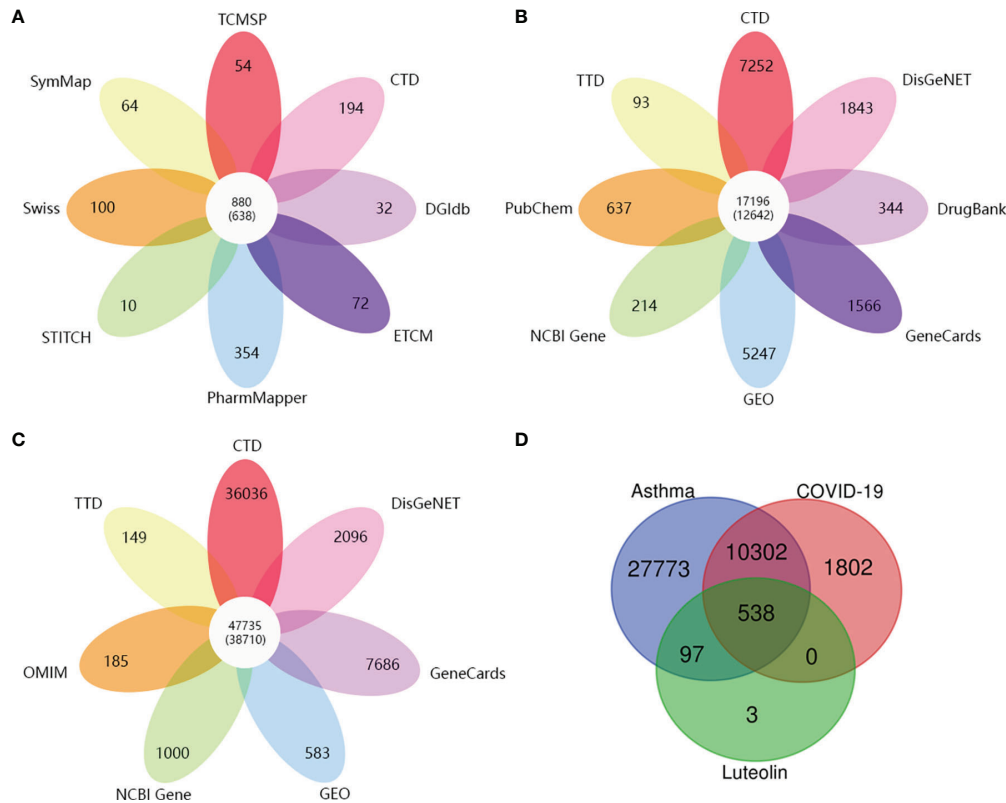 A
TCMSP
54
CTD
194
DGIdb
32
ETCM
72
PharmMapper
354
STITCH
10
Swiss
100
SymMap
64
880
(638)
B
CTD
7252
DisGeNET
1843
DrugBank
344
GeneCards
1566
GEO
5247
NCBI Gene
214
PubChem
637
TTD
93
17196
(12642)
C
CTD
36036
DisGeNET
2096
GeneCards
7686
GEO
583
NCBI Gene
1000
OMIM
185
TTD
149
47735
(38710)
D
Asthma
COVID-19
27773
10302
1802
538
97
0
3
Luteolin